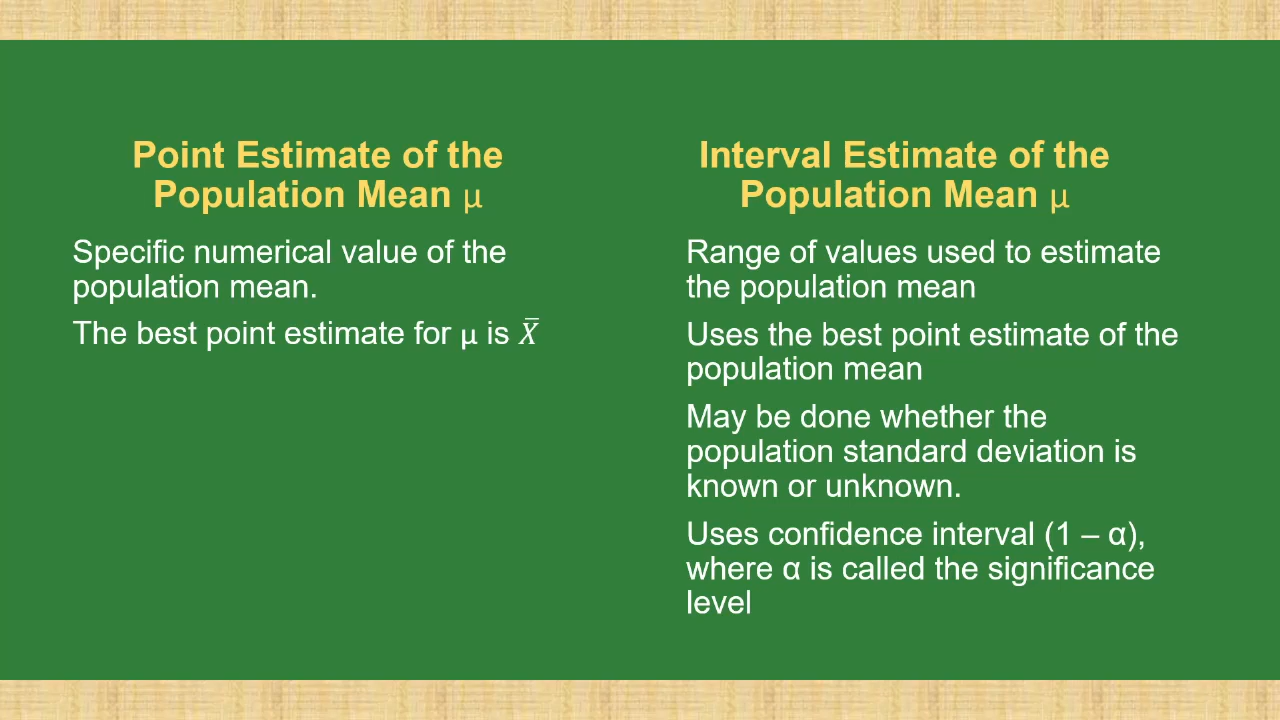 Point Estimate of the
Population Mean μ
Specific numerical value of the
population mean.
The best point estimate for μ is X̅
Interval Estimate of the
Population Mean μ
Range of values used to estimate
the population mean
Uses the best point estimate of the
population mean
May be done whether the
population standard deviation is
known or unknown.
Uses confidence interval (1 – α),
where α is called the significance
level